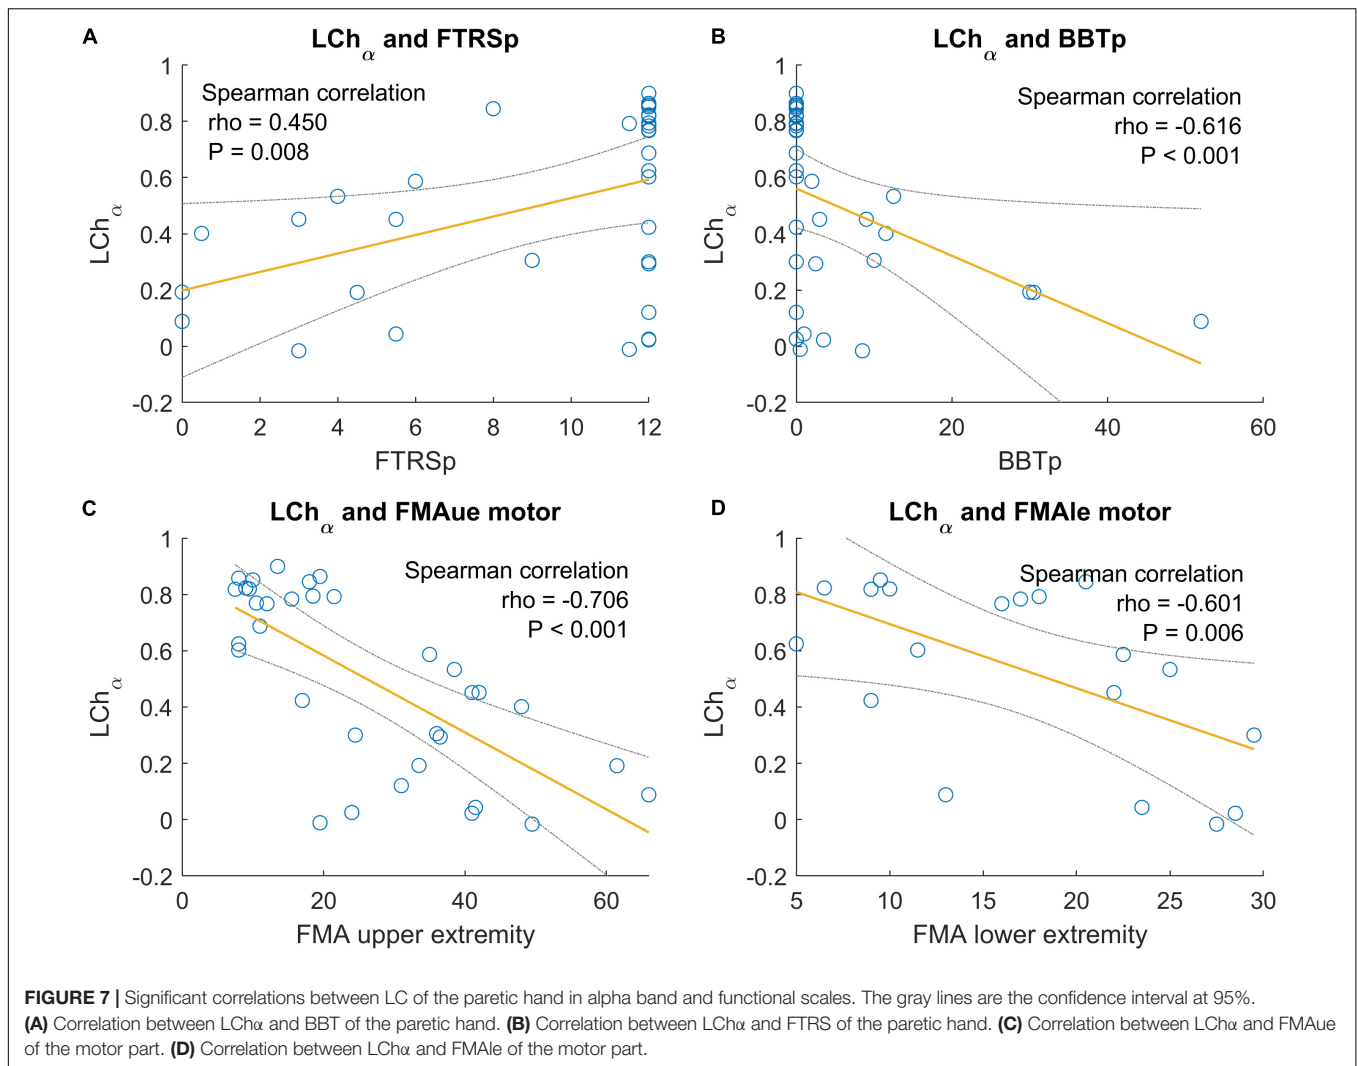 A
LChα and FTRSp
Spearman correlation
rho = 0.450
P = 0.008
1
0.8
0.6
0.4
0.2
0
-0.2
LChα
0 2 4 6 8 10 12
FTRSp
B
LChα and BBTp
Spearman correlation
rho = -0.616
P < 0.001
1
0.8
0.6
0.4
0.2
0
-0.2
LChα
0 20 40 60
BBTp
C
LChα and FMAue motor
Spearman correlation
rho = -0.706
P < 0.001
1
0.8
0.6
0.4
0.2
0
-0.2
LChα
0 20 40 60
FMA upper extremity
D
LChα and FMAle motor
Spearman correlation
rho = -0.601
P = 0.006
1
0.8
0.6
0.4
0.2
0
-0.2
LChα
5 10 15 20 25 30
FMA lower extremity
FIGURE 7 | Significant correlations between LC of the paretic hand in alpha band and functional scales. The gray lines are the confidence interval at 95%.
(A) Correlation between LChα and BBT of the paretic hand. (B) Correlation between LChα and FTRS of the paretic hand. (C) Correlation between LChα and FMAue
of the motor part. (D) Correlation between LChα and FMAle of the motor part.